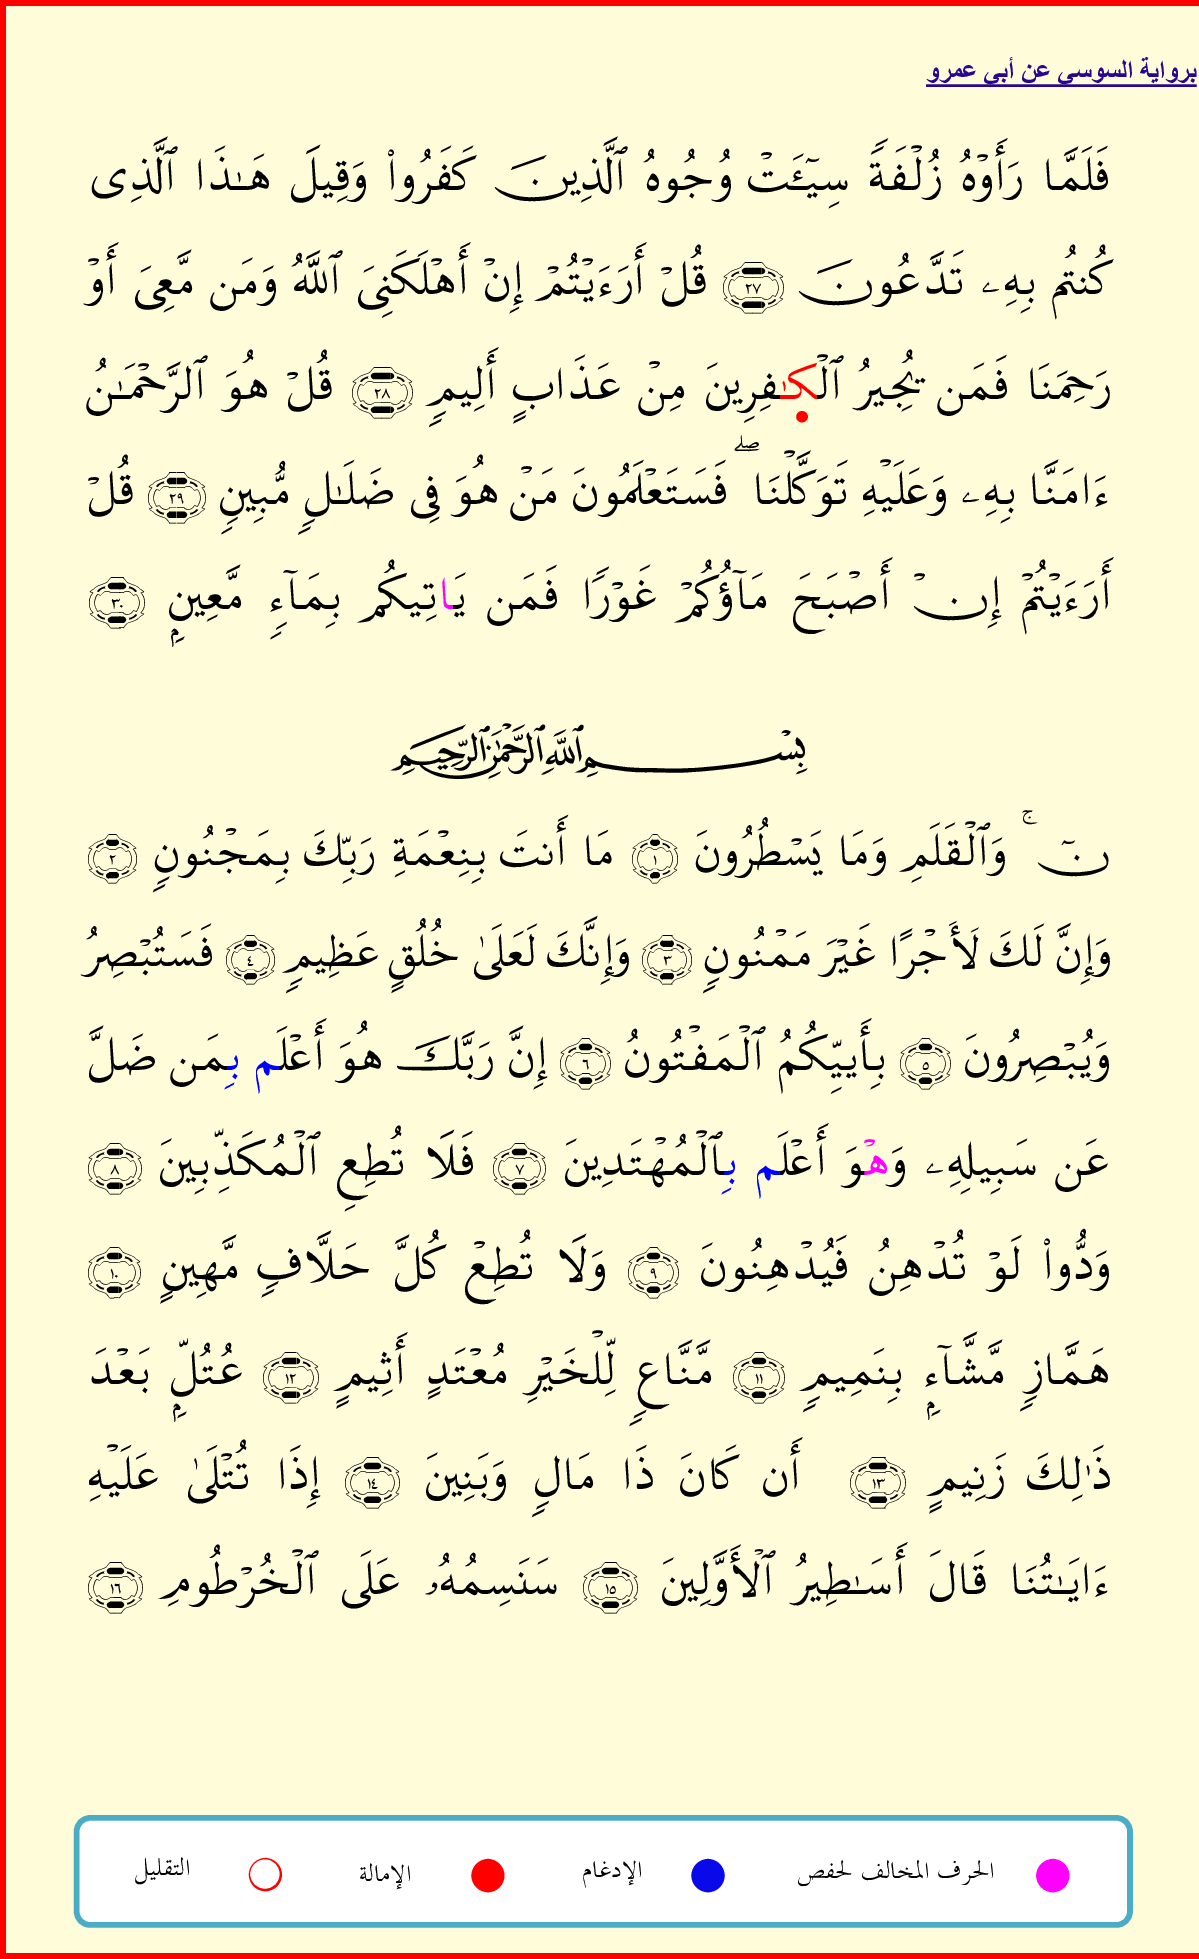 برواية السوسي عن أبي عمرو
فَلَمَّا رَأَوۡهُ زُلۡفَةً سِيٓـَٔتۡ وُجُوهُ ٱلَّذِينَ كَفَرُواْ وَقِيلَ هَٰذَا ٱلَّذِى
كُنتُم بِهِۦ تَدَّعُونَ ٢٧ قُلۡ أَرَءَيۡتُمۡ إِنۡ أَهۡلَكَنِىَ ٱللَّهُ وَمَن مَّعِىَ أَوۡ
رَحِمَنَا فَمَن يُجِيرُ ٱلۡكَٰفِرِينَ مِنۡ عَذَابٍ أَلِيمٍ ٢٨ قُلۡ هُوَ ٱلرَّحۡمَٰنُ
ءَامَنَّا بِهِۦ وَعَلَيۡهِ تَوَكَّلۡنَاۖ فَسَتَعۡلَمُونَ مَنۡ هُوَ فِى ضَلَٰلٍ مُّبِينٍ ٢٩ قُلۡ
أَرَءَيۡتُمۡ إِنۡ أَصۡبَحَ مَآؤُكُمۡ غَوۡرًا فَمَن يَاتِيكُم بِمَآءٍ مَّعِينٍۭ ٣٠
بِسۡمِ ٱللَّهِ ٱلرَّحۡمَٰنِ ٱلرَّحِيمِ
نٓۚ وَٱلۡقَلَمِ وَمَا يَسۡطُرُونَ ١ مَا أَنتَ بِنِعۡمَةِ رَبِّكَ بِمَجۡنُونٍ ٢
وَإِنَّ لَكَ لَأَجۡرًا غَيۡرَ مَمۡنُونٍ ٣ وَإِنَّكَ لَعَلَىٰ خُلُقٍ عَظِيمٍ ٤ فَسَتُبۡصِرُ
وَيُبۡصِرُونَ ٥ بِأَييِّكُمُ ٱلۡمَفۡتُونُ ٦ إِنَّ رَبَّكَ هُوَ أَعۡلَم بِمَن ضَلَّ
عَن سَبِيلِهِۦ وَهۡوَ أَعۡلَم بِٱلۡمُهۡتَدِينَ ٧ فَلَا تُطِعِ ٱلۡمُكَذِّبِينَ ٨
وَدُّواْ لَوۡ تُدۡهِنُ فَيُدۡهِنُونَ ٩ وَلَا تُطِعۡ كُلَّ حَلَّافٍ مَّهِينٍ ١٠
هَمَّازٍ مَّشَّآءٍۭ بِنَمِيمٍ ١١ مَّنَّاعٍ لِّلۡخَيۡرِ مُعۡتَدٍ أَثِيمٍ ١٢ عُتُلٍّۭ بَعۡدَ
ذَٰلِكَ زَنِيمٍ ١٣ أَن كَانَ ذَا مَالٍ وَبَنِينَ ١٤ إِذَا تُتۡلَىٰ عَلَيۡهِ
ءَايَٰتُنَا قَالَ أَسَٰطِيرُ ٱلۡأَوَّلِينَ ١٥ سَنَسِمُهُۥ عَلَى ٱلۡخُرۡطُومِ ١٦
الحرف المخالف لحفص الإدغام الإمالة التقليل